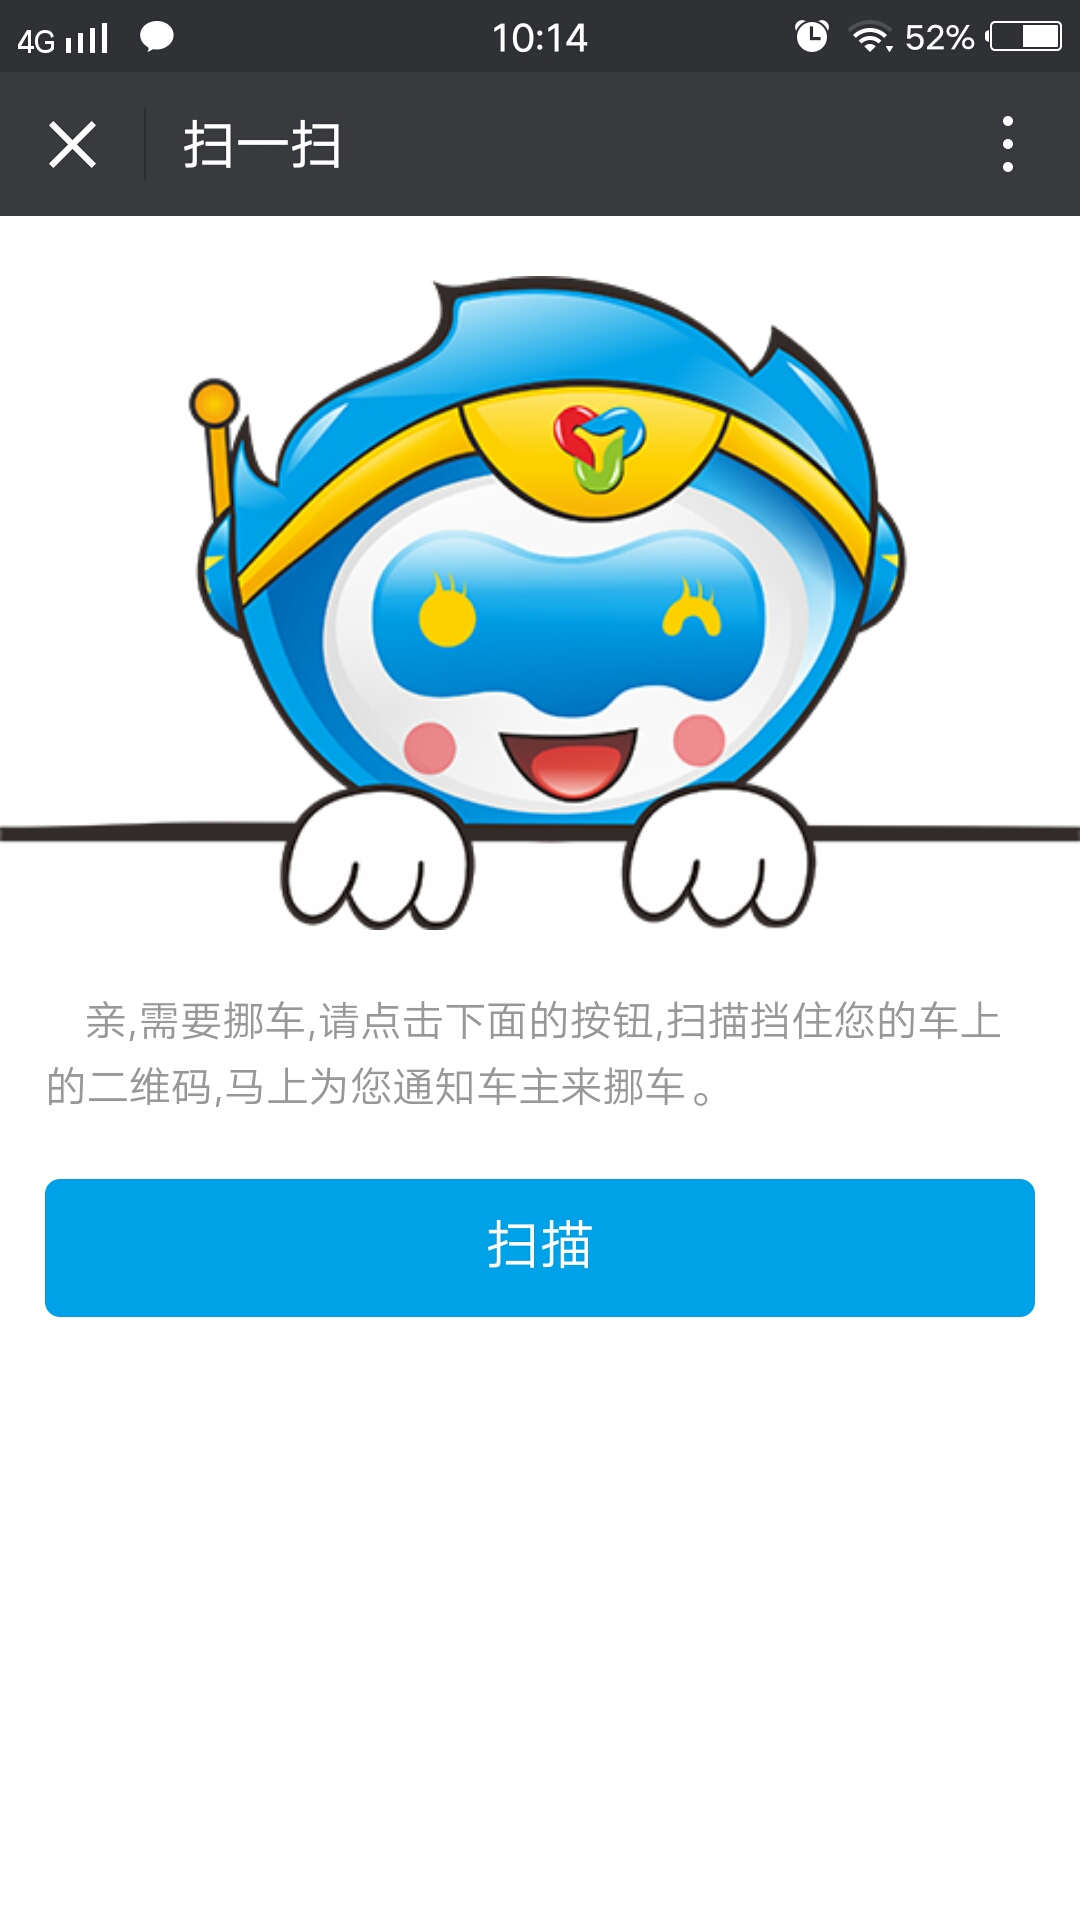 4G 10:14 52%
扫一扫
亲,需要挪车,请点击下面的按钮,扫描挡住您的车上
的二维码,马上为您通知车主来挪车。
扫描